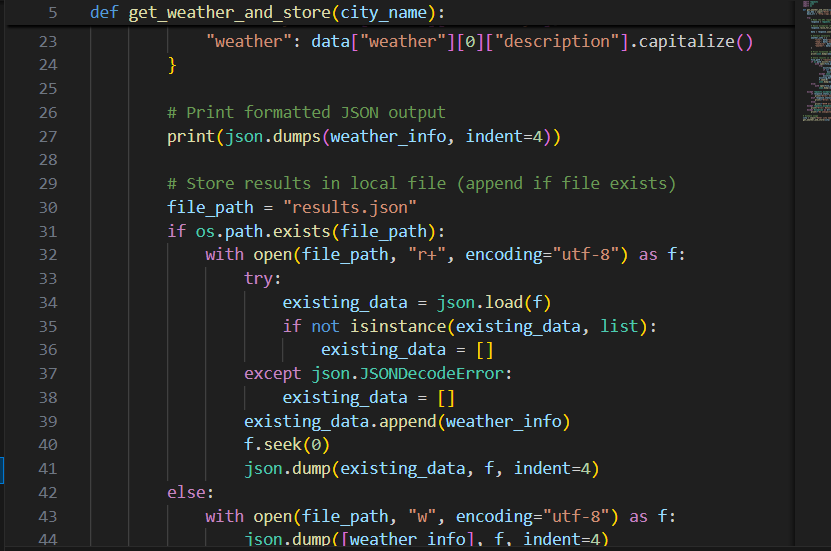 5 def get_weather_and_store(city_name):
23 "weather": data["weather"][0]["description"].capitalize()
24 }
25
26 # Print formatted JSON output
27 print(json.dumps(weather_info, indent=4))
28
29 # Store results in local file (append if file exists)
30 file_path = "results.json"
31 if os.path.exists(file_path):
32 with open(file_path, "r+", encoding="utf-8") as f:
33 try:
34 existing_data = json.load(f)
35 if not isinstance(existing_data, list):
36 existing_data = []
37 except json.JSONDecodeError:
38 existing_data = []
39 existing_data.append(weather_info)
40 f.seek(0)
41 json.dump(existing_data, f, indent=4)
42 else:
43 with open(file_path, "w", encoding="utf-8") as f:
44 json.dump([weather_info], f, indent=4)